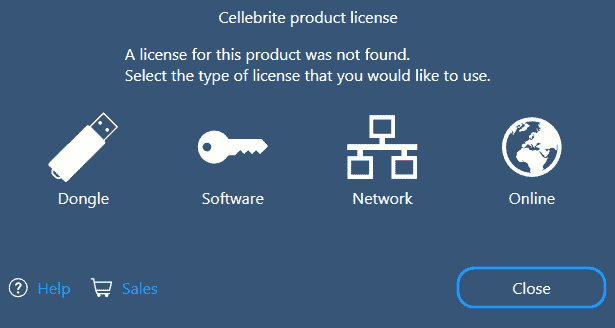 Cellebrite product license
A license for this product was not found.
Select the type of license that you would like to use.
Dongle
Software
Network
Online
? Help
Sales
Close